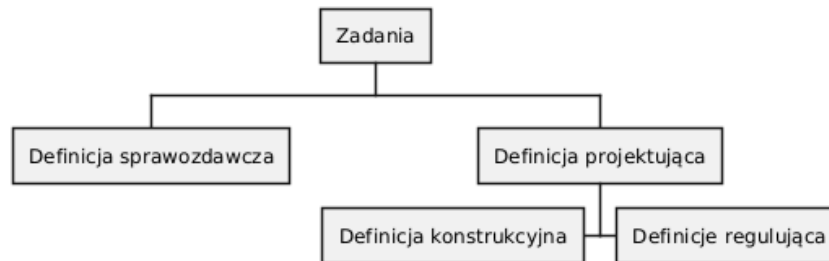 Zadania
Definicja sprawozdawcza
Definicja projektująca
Definicja konstrukcyjna
Definicje regulująca